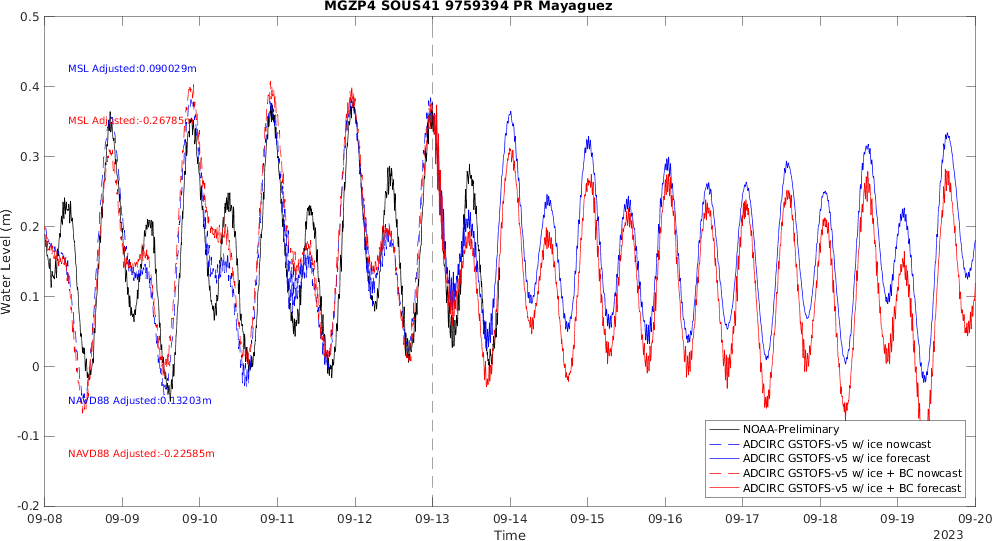 MGZP4 SOUS41 9759394 PR Mayaguez
0.5
0.4
0.3
0.2
0.1
0
-0.1
-0.2
Water Level (m)
MSL Adjusted:0.090029m
MSL Adjusted:-0.26785m
NAVD88 Adjusted:0.13203m
NAVD88 Adjusted:-0.22585m
NOAA-Preliminary
ADCIRC GSTOFS-v5 w/ ice nowcast
ADCIRC GSTOFS-v5 w/ ice forecast
ADCIRC GSTOFS-v5 w/ ice + BC nowcast
ADCIRC GSTOFS-v5 w/ ice + BC forecast
09-08 09-09 09-10 09-11 09-12 09-13 09-14 09-15 09-16 09-17 09-18 09-19 09-20
Time
2023